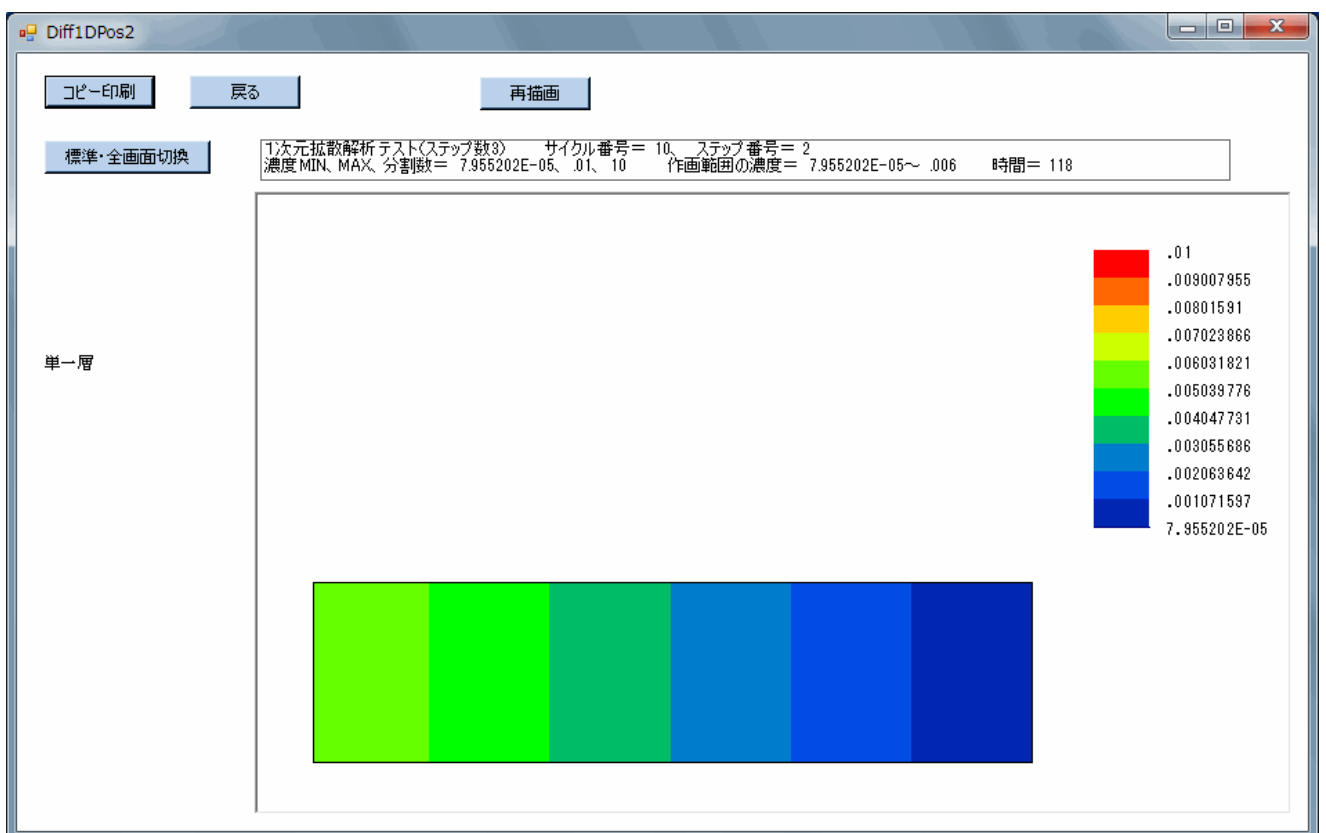 Diff1DPos2
コピー印刷 戻る 再描画
標準・全画面切換
1次元拡散解析テスト(ステップ数3) サイクル番号= 10、 ステップ番号= 2
濃度MIN、MAX、分割数= 7.955202E-05、 .01、 10 作画範囲の濃度= 7.955202E-05～ .006 時間= 118
.01
.009007955
.00801591
.007023866
.006031821
単一層
.005039776
.004047731
.003055686
.002063642
.001071597
7.955202E-05